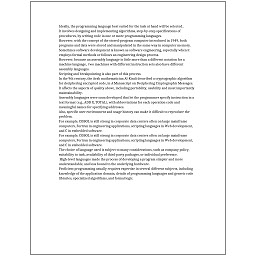 Ideally, the programming language best suited for the task at hand will be selected.
It involves designing and implementing algorithms, step-by-step specifications of
procedures, by writing code in one or more programming languages.
However, with the concept of the stored-program computer introduced in 1949, both
programs and data were stored and manipulated in the same way in computer memory.
Scientists software development is known as software engineering, especially when it
employs formal methods or follows an engineering design process.
However, because an assembly language is little more than a different notation for a
machine language, two machines with different instruction sets also have different
assembly languages.
Scripting and breakpointing is also part of this process.
In the 9th century, the Arab mathematician Al-Kindi described a cryptographic algorithm
for deciphering encrypted code, in A Manuscript on Deciphering Cryptographic Messages.
It affects the aspects of quality above, including portability, usability and most importantly
maintainability.
Assembly languages were soon developed that let the programmer specify instruction in a
text format (e.g., ADD X, TOTAL), with abbreviations for each operation code and
meaningful names for specifying addresses.
Also, specific user environment and usage history can make it difficult to reproduce the
problem.
For example, COBOL is still strong in corporate data centers often on large mainframe
computers, Fortran in engineering applications, scripting languages in Web development,
and C in embedded software.
For example, COBOL is still strong in corporate data centers often on large mainframe
computers, Fortran in engineering applications, scripting languages in Web development,
and C in embedded software.
The choice of language used is subject to many considerations, such as company policy,
suitability to task, availability of third-party packages, or individual preference.
High-level languages made the process of developing a program simpler and more
understandable, and less bound to the underlying hardware.
Proficient programming usually requires expertise in several different subjects, including
knowledge of the application domain, details of programming languages and generic code
libraries, specialized algorithms, and formal logic.